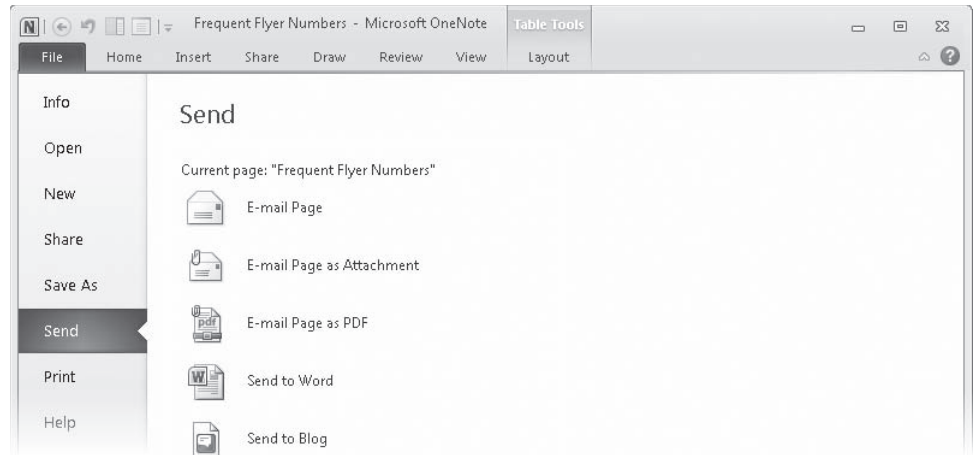 Frequent Flyer Numbers - Microsoft OneNote
Table Tools
File Home Insert Share Draw Review View Layout
Info
Open
New
Share
Save As
Send
Print
Help
Send
Current page: "Frequent Flyer Numbers"
E-mail Page
E-mail Page as Attachment
pdf
E-mail Page as PDF
W
Send to Word
Send to Blog